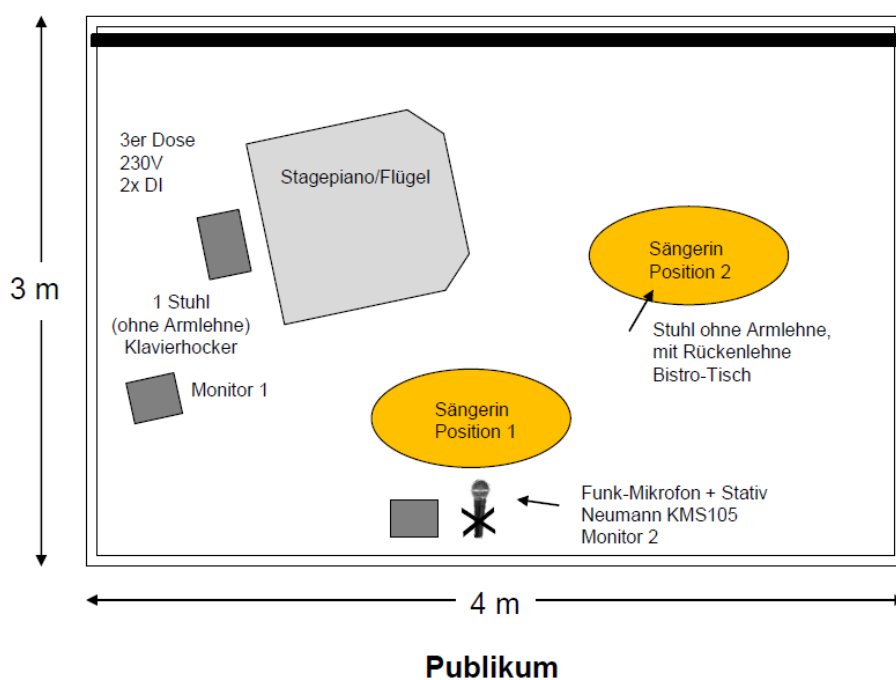 3er Dose
230V
2x DI
Stagepiano/Flügel
Sängerin
Position 2
3 m
1 Stuhl
(ohne Armlehne)
Klavierhocker
Stuhl ohne Armlehne,
mit Rückenlehne
Bistro-Tisch
Monitor 1
Sängerin
Position 1
Funk-Mikrofon + Stativ
Neumann KMS105
Monitor 2
4 m
Publikum